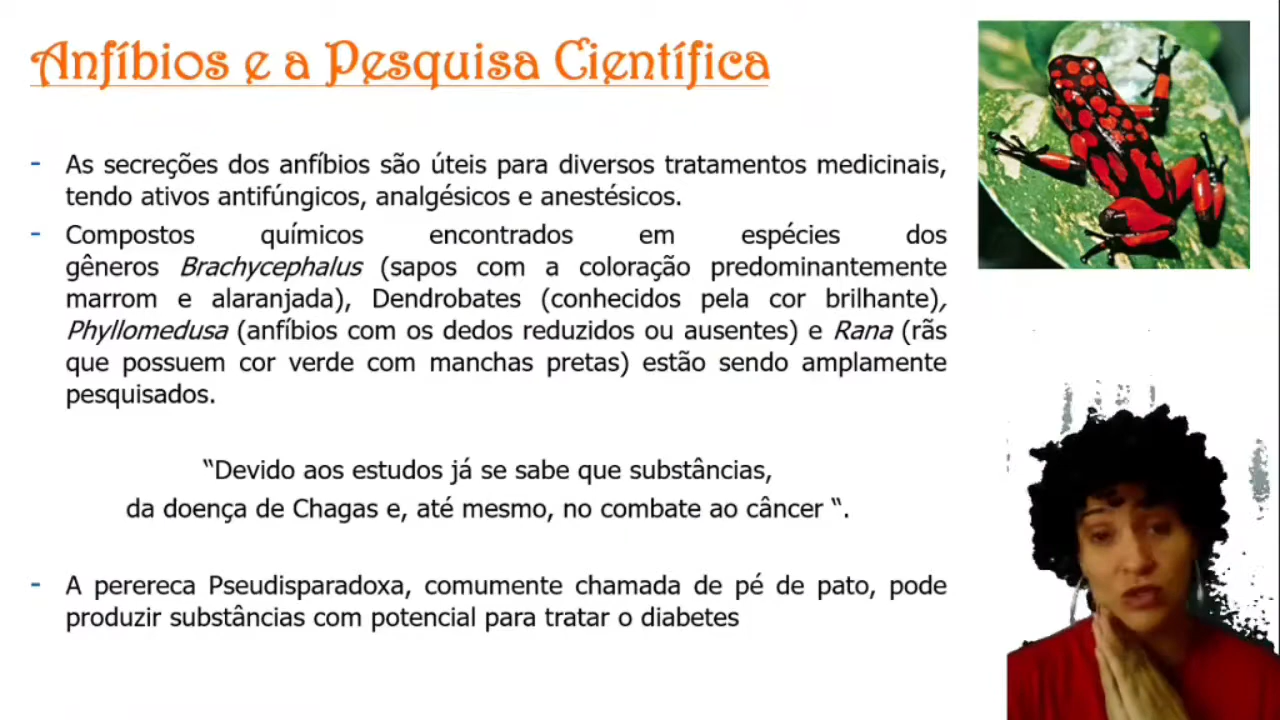 Anfíbios e a Pesquisa Científica
- As secreções dos anfíbios são úteis para diversos tratamentos medicinais,
tendo ativos antifúngicos, analgésicos e anestésicos.
- Compostos químicos encontrados em espécies dos
gêneros Brachycephalus (sapos com a coloração predominantemente
marrom e alaranjada), Dendrobates (conhecidos pela cor brilhante),
Phyllomedusa (anfíbios com os dedos reduzidos ou ausentes) e Rana (rãs
que possuem cor verde com manchas pretas) estão sendo amplamente
pesquisados.
“Devido aos estudos já se sabe que substâncias,
da doença de Chagas e, até mesmo, no combate ao câncer “.
- A perereca Pseudisparadoxa, comumente chamada de pé de pato, pode
produzir substâncias com potencial para tratar o diabetes